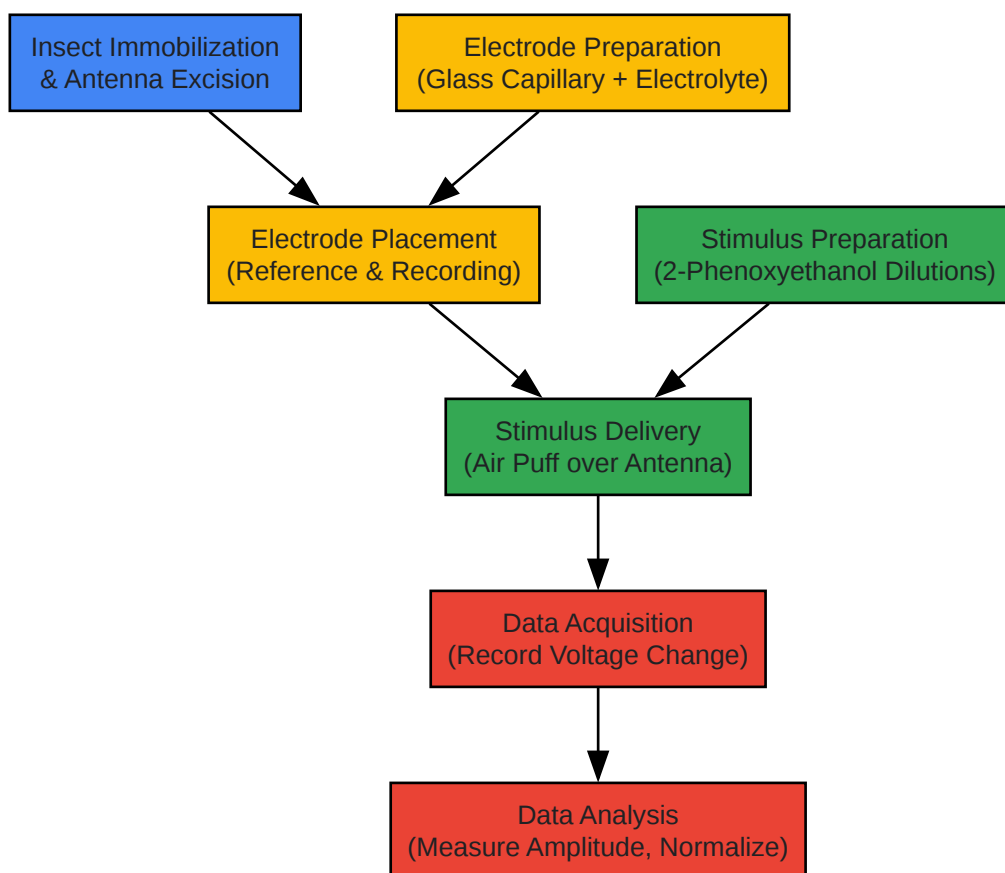 Insect Immobilization
& Antenna Excision
Electrode Preparation
(Glass Capillary + Electrolyte)
Electrode Placement
(Reference & Recording)
Stimulus Preparation
(2-Phenoxyethanol Dilutions)
Stimulus Delivery
(Air Puff over Antenna)
Data Acquisition
(Record Voltage Change)
Data Analysis
(Measure Amplitude, Normalize)